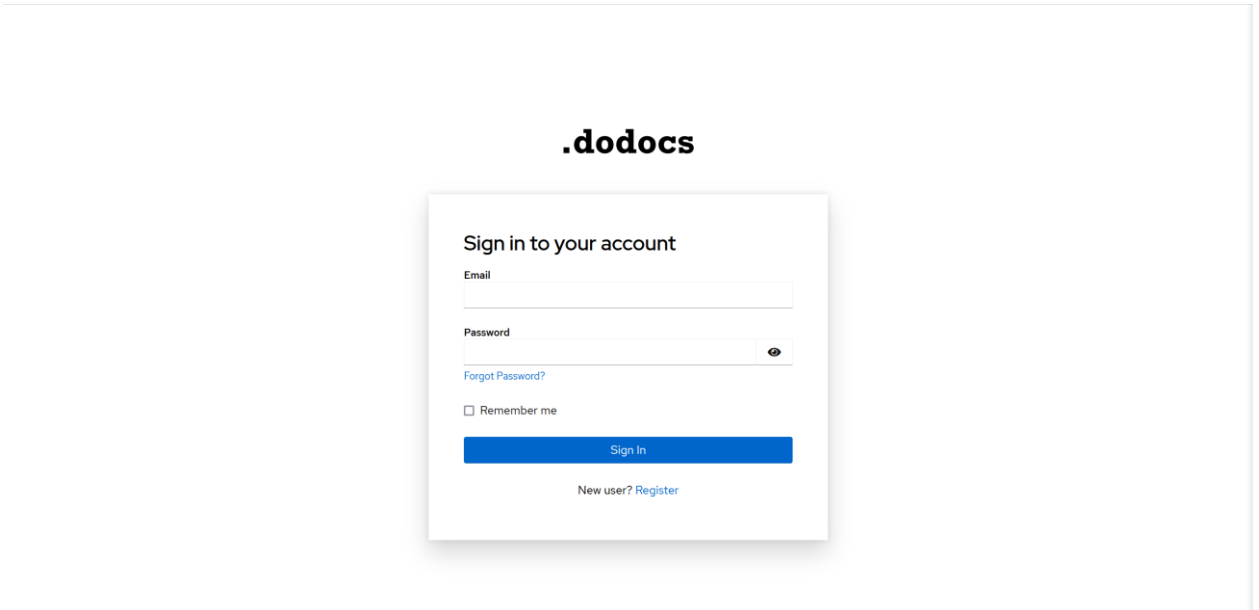 .dodocs
Sign in to your account
Email
Password
Forgot Password?
Remember me
Sign In
New user? Register